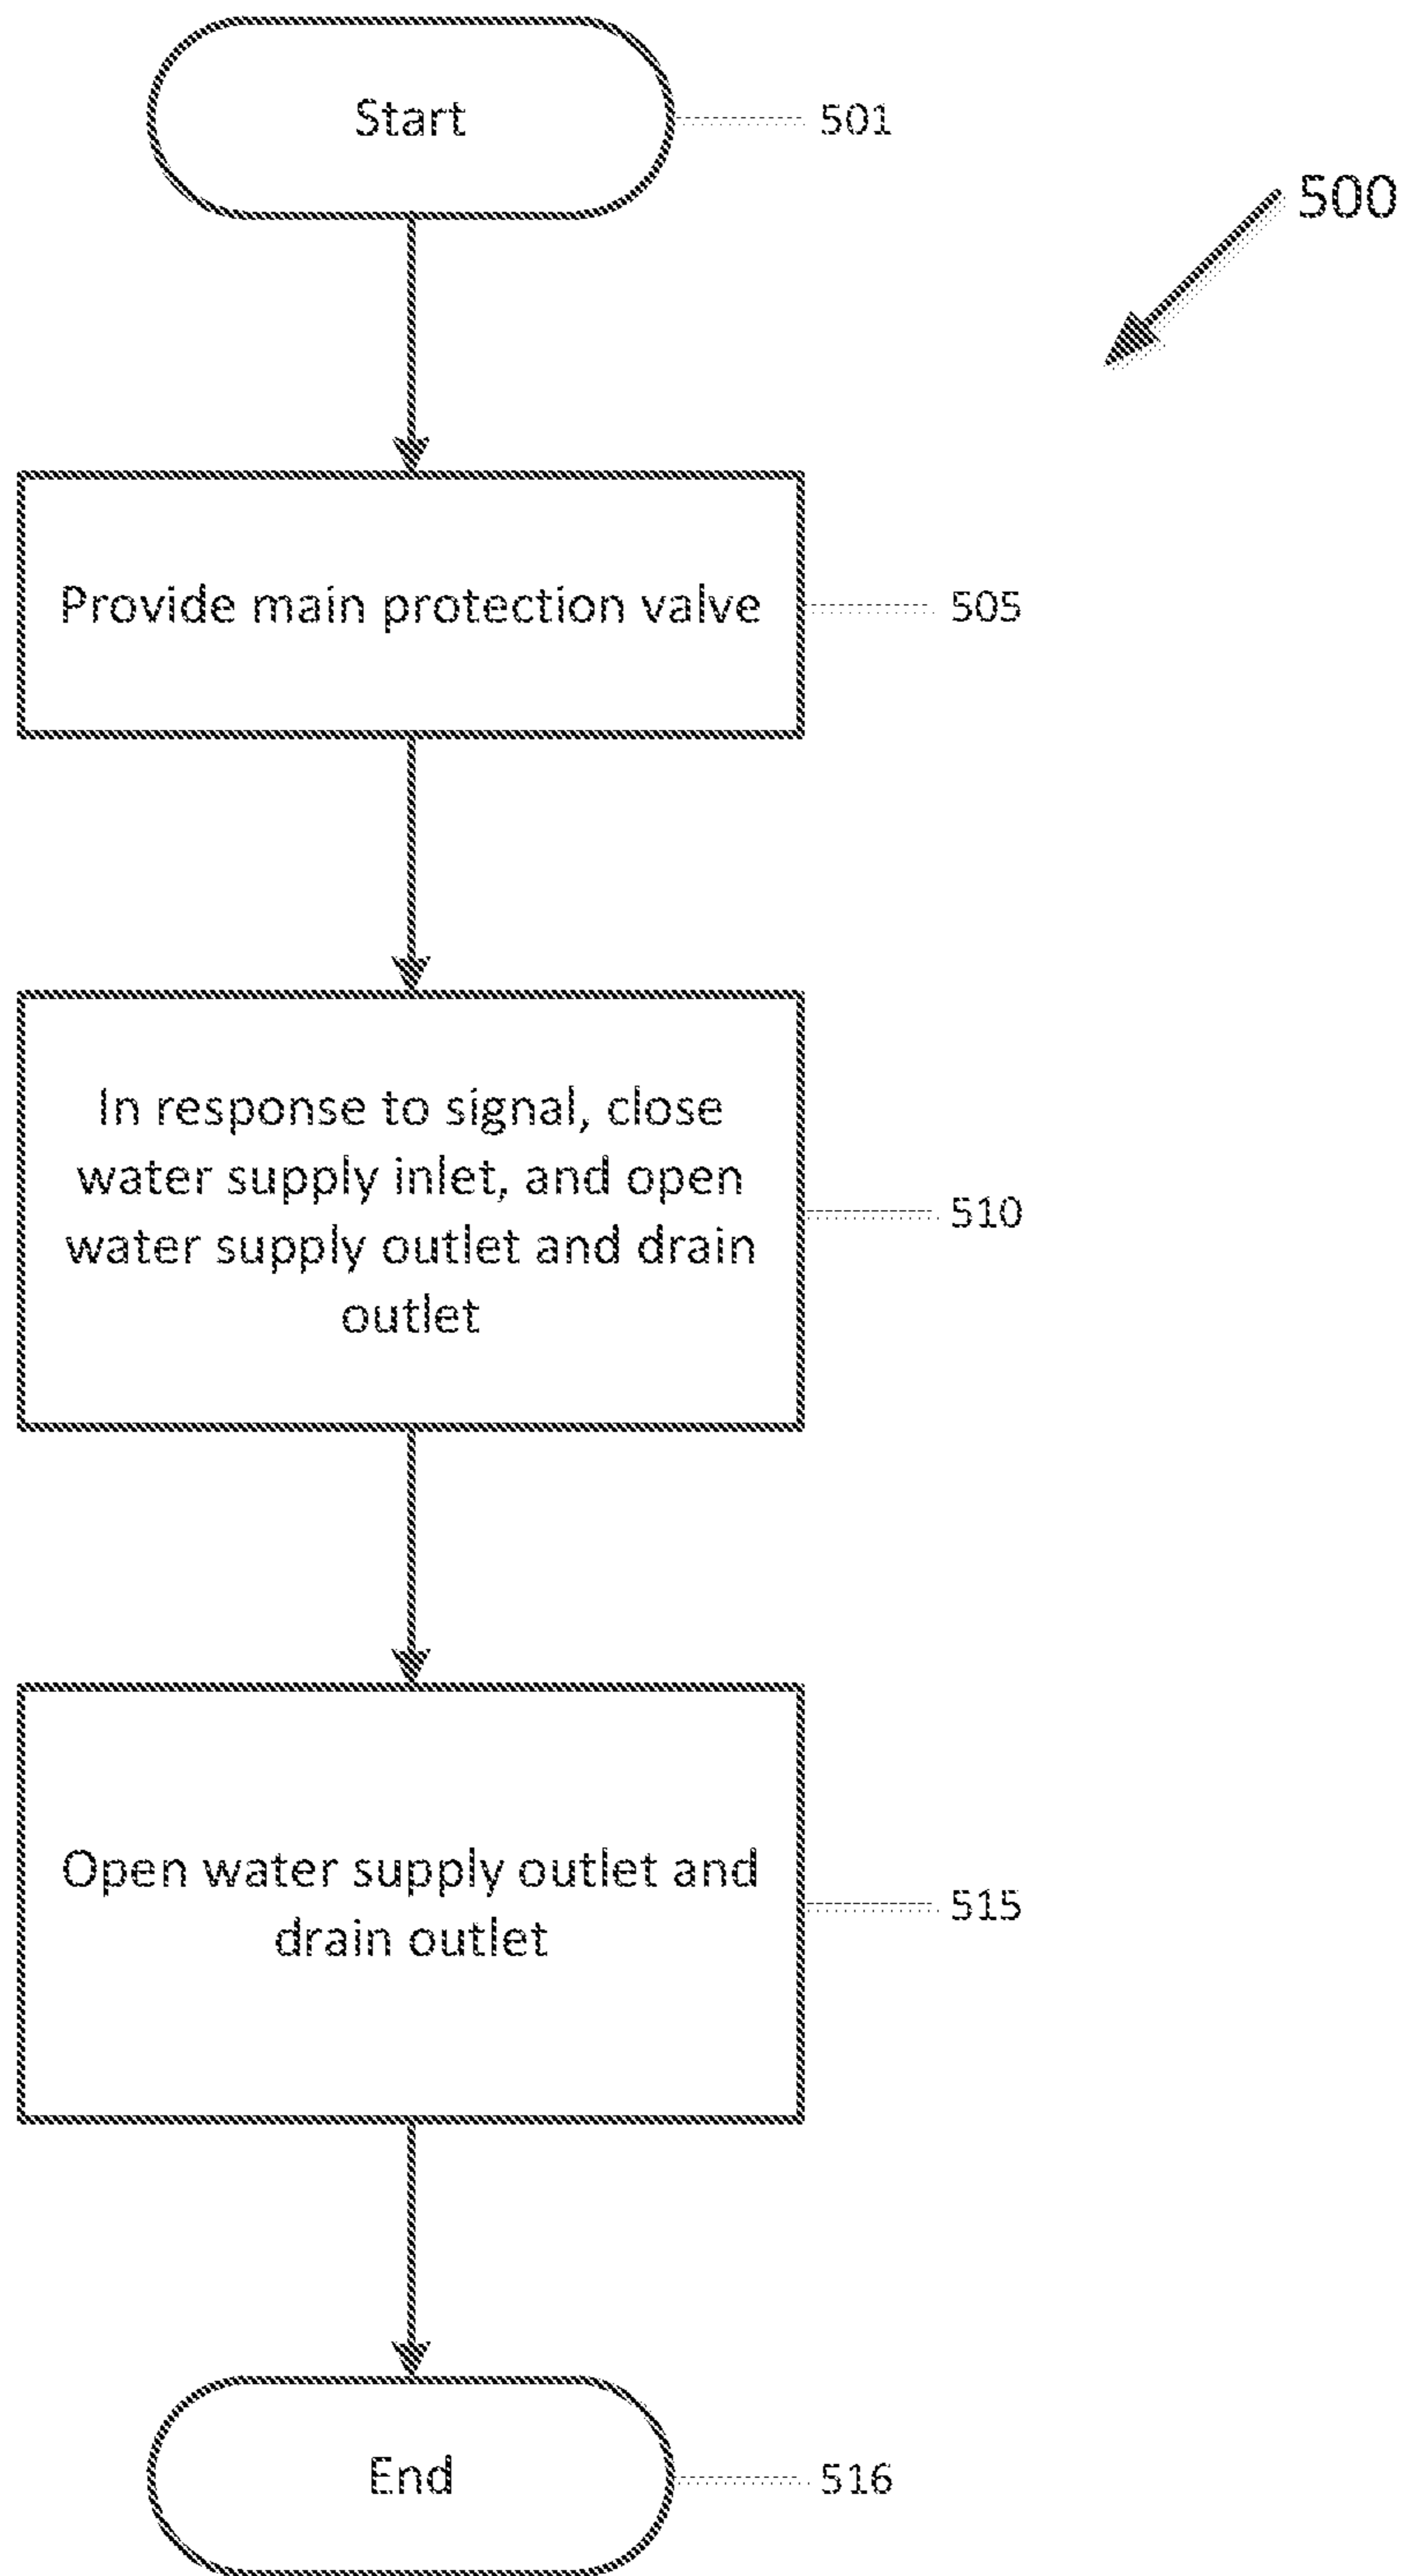 Start
501
500
Provide main protection valve
505
In response to signal, close
water supply inlet, and open
water supply outlet and drain
outlet
510
Open water supply outlet and
drain outlet
515
End
516